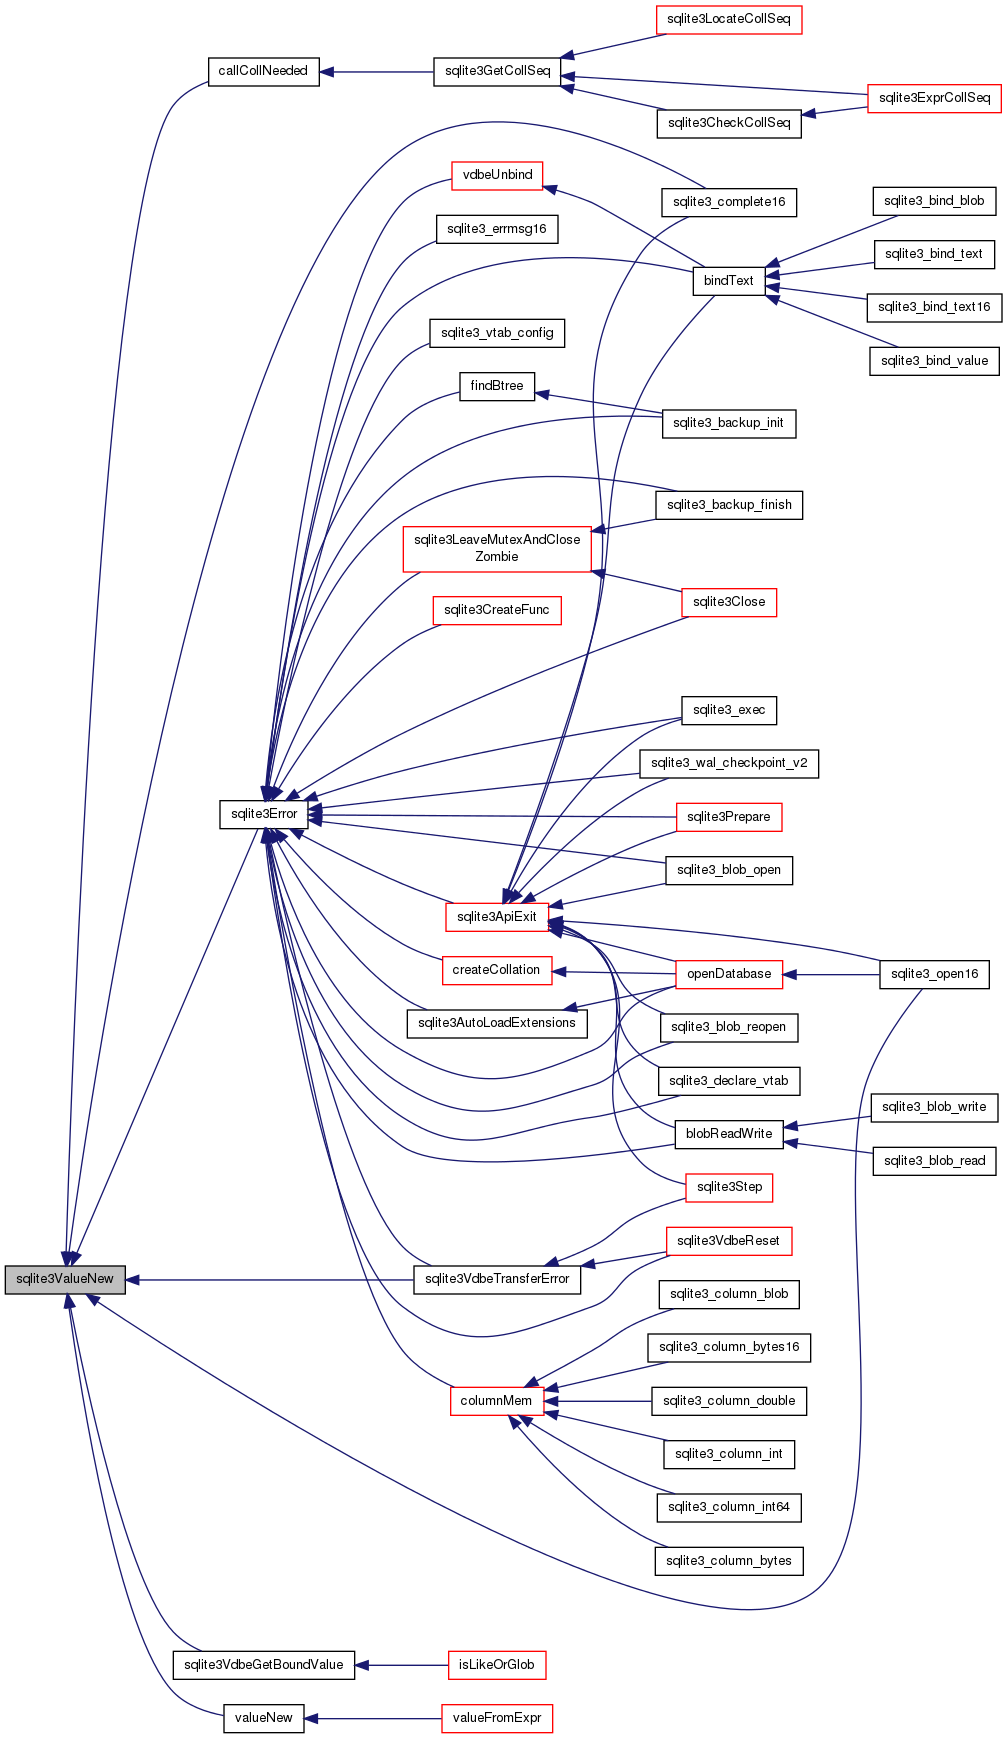 sqlite3LocateCollSeq
callCollNeeded
sqlite3GetCollSeq
sqlite3ExprCollSeq
sqlite3CheckCollSeq
vdbeUnbind
sqlite3_complete16
sqlite3_bind_blob
sqlite3_errmsg16
sqlite3_bind_text
bindText
sqlite3_bind_text16
sqlite3_vtab_config
sqlite3_bind_value
findBtree
sqlite3_backup_init
sqlite3_backup_finish
sqlite3LeaveMutexAndClose
Zombie
sqlite3Close
sqlite3CreateFunc
sqlite3_exec
sqlite3_wal_checkpoint_v2
sqlite3Error
sqlite3Prepare
sqlite3_blob_open
sqlite3ApiExit
createCollation
openDatabase
sqlite3_open16
sqlite3AutoLoadExtensions
sqlite3_blob_reopen
sqlite3_declare_vtab
sqlite3_blob_write
blobReadWrite
sqlite3_blob_read
sqlite3Step
sqlite3VdbeReset
sqlite3ValueNew
sqlite3VdbeTransferError
sqlite3_column_blob
sqlite3_column_bytes16
columnMem
sqlite3_column_double
sqlite3_column_int
sqlite3_column_int64
sqlite3_column_bytes
sqlite3VdbeGetBoundValue
isLikeOrGlob
valueNew
valueFromExpr